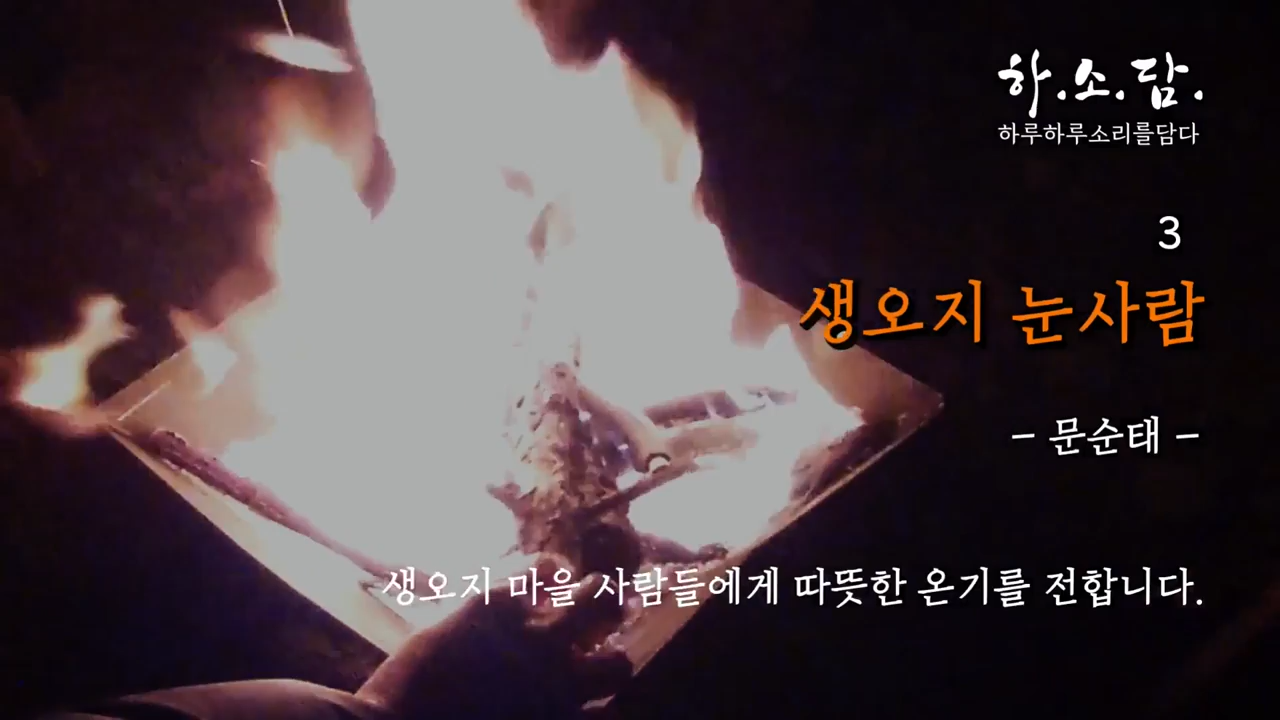 하.소.담.
하루하루소리를담다
3
생오지 눈사람
– 문순태 –
생오지 마을 사람들에게 따뜻한 온기를 전합니다.